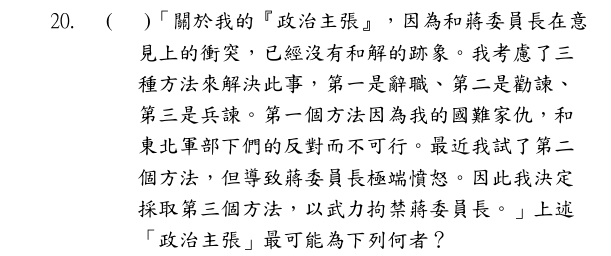 20. (　　)「關於我的『政治主張』，因為和蔣委員長在意
見上的衝突，已經沒有和解的跡象。我考慮了三
種方法來解決此事，第一是辭職、第二是勸諫、
第三是兵諫。第一個方法因為我的國難家仇，和
東北軍部下們的反對而不可行。最近我試了第二
個方法，但導致蔣委員長極端憤怒。因此我決定
採取第三個方法，以武力拘禁蔣委員長。」上述
「政治主張」最可能為下列何者？